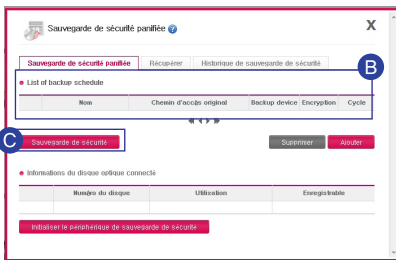 Sauvegarde de sécurité panifiée ?
X
Sauvegarde de sécurité panifiée Récupérer Historique de sauvegarde de sécurité
B
List of backup schedule
Nom Chemin d'accès original Backup device Encryption Cycle
C
Sauvegarde de sécurité Supprimer Ajouter
Informations du disque optique connecté
Numéro du disque Utilisation Enregistrable
Initialiser le périphérique de sauvegarde de sécurité